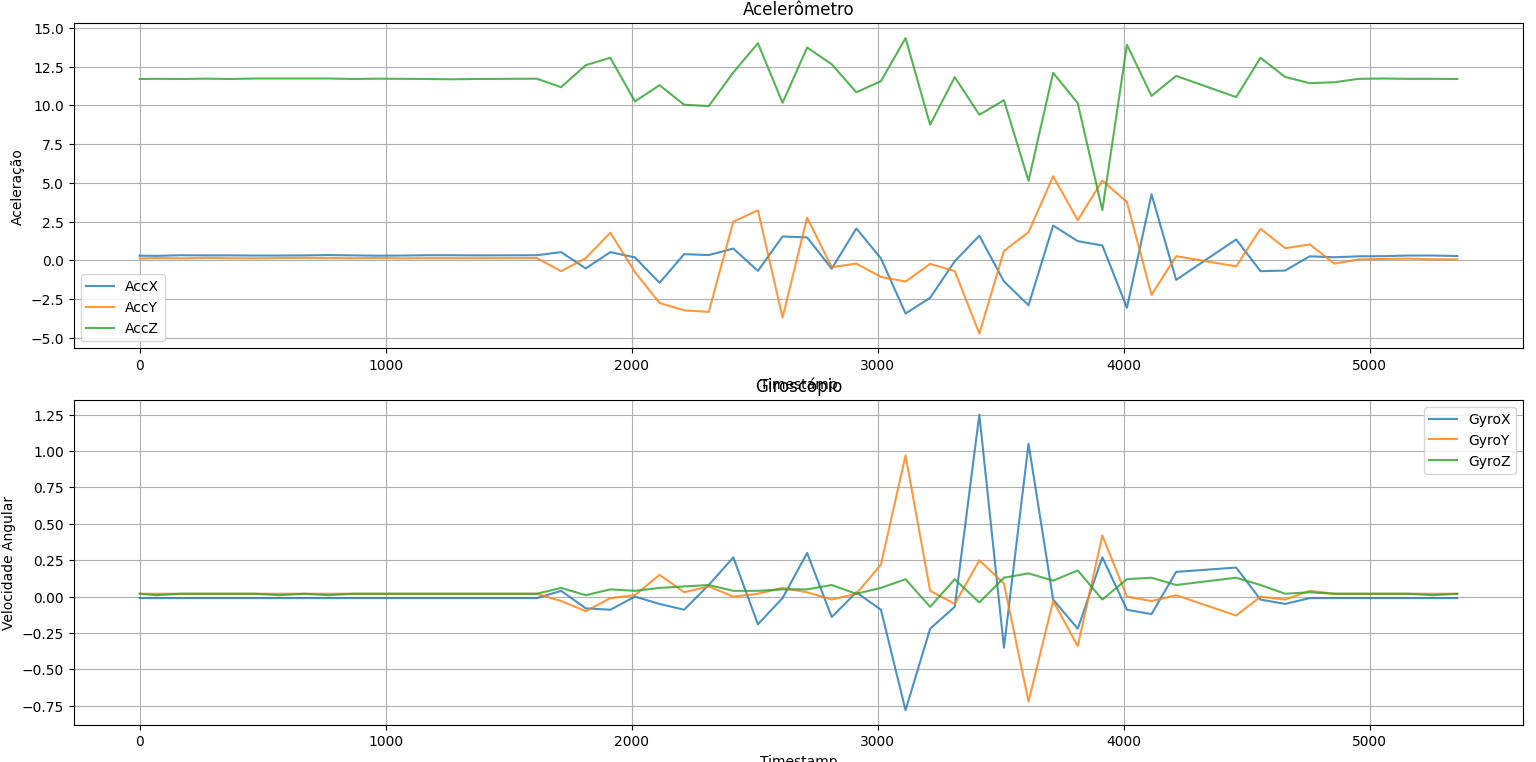 Acelerômetro
15.0
12.5
10.0
7.5
5.0
2.5
0.0
−2.5
−5.0
Aceleração
AccX
AccY
AccZ
0 1000 2000 3000 4000 5000
Timestamp
Giroscópio
1.25
1.00
0.75
0.50
0.25
0.00
−0.25
−0.50
−0.75
Velocidade Angular
GyroX
GyroY
GyroZ
0 1000 2000 3000 4000 5000
Timestamp